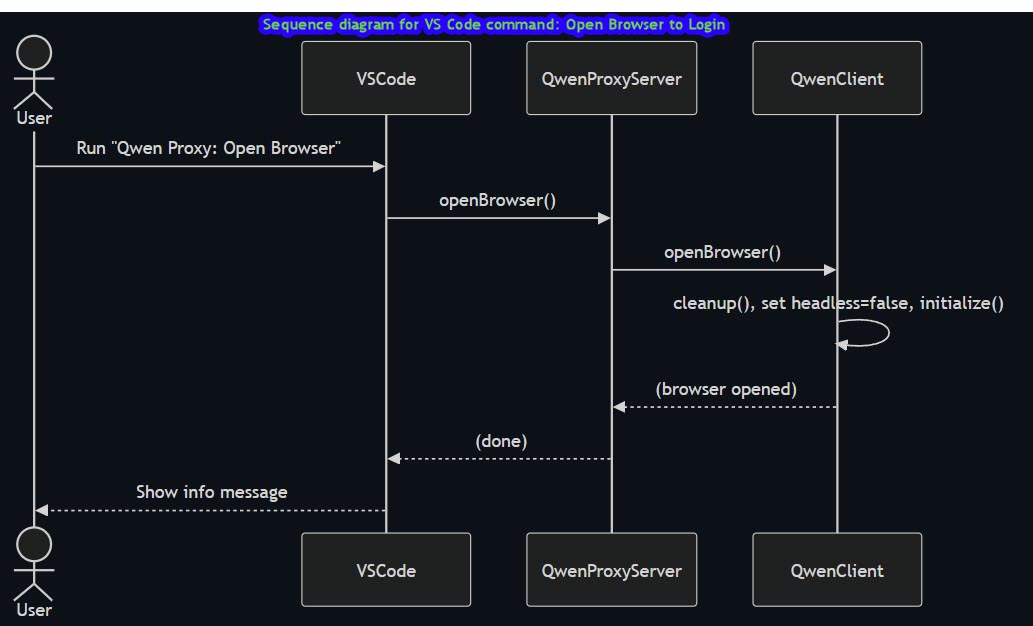 Sequence diagram for VS Code command: Open Browser to Login
VSCode
QwenProxyServer
QwenClient
User
Run "Qwen Proxy: Open Browser"
openBrowser()
openBrowser()
cleanup(), set headless=false, initialize()
(browser opened)
(done)
Show info message
VSCode
QwenProxyServer
QwenClient
User